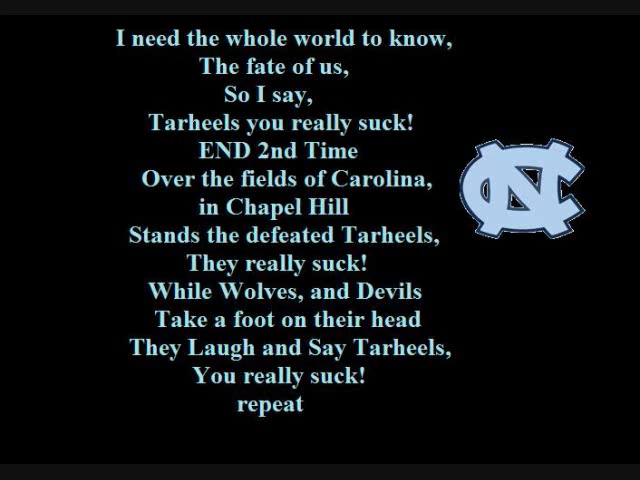 I need the whole world to know,
The fate of us,
So I say,
Tarheels you really suck!
END 2nd Time
Over the fields of Carolina,
in Chapel Hill
Stands the defeated Tarheels,
They really suck!
While Wolves, and Devils
Take a foot on their head
They Laugh and Say Tarheels,
You really suck!
repeat
NC